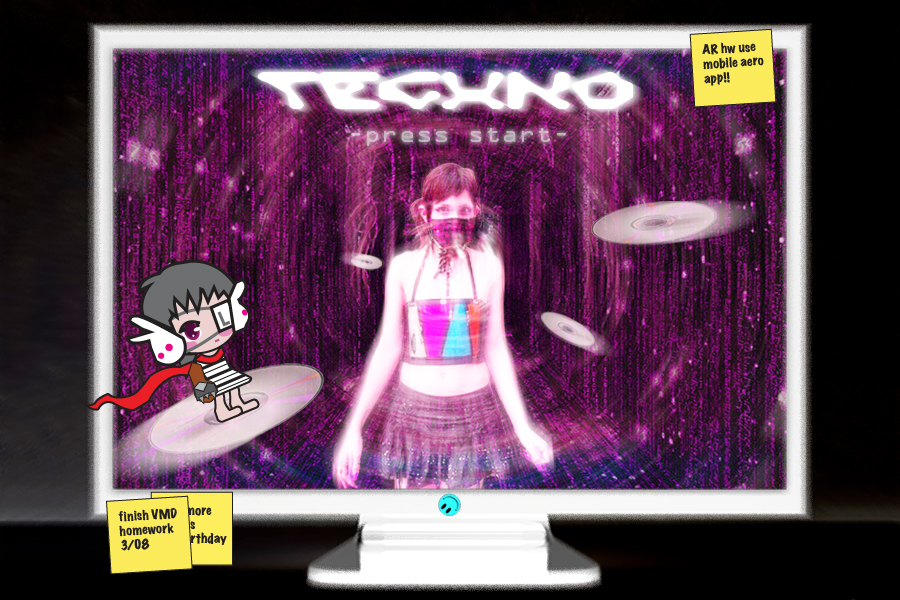 TECHNO
-press start-
AR hw use
mobile aero
app!!
L
finish VMD
homework
3/08
more
s
rthday